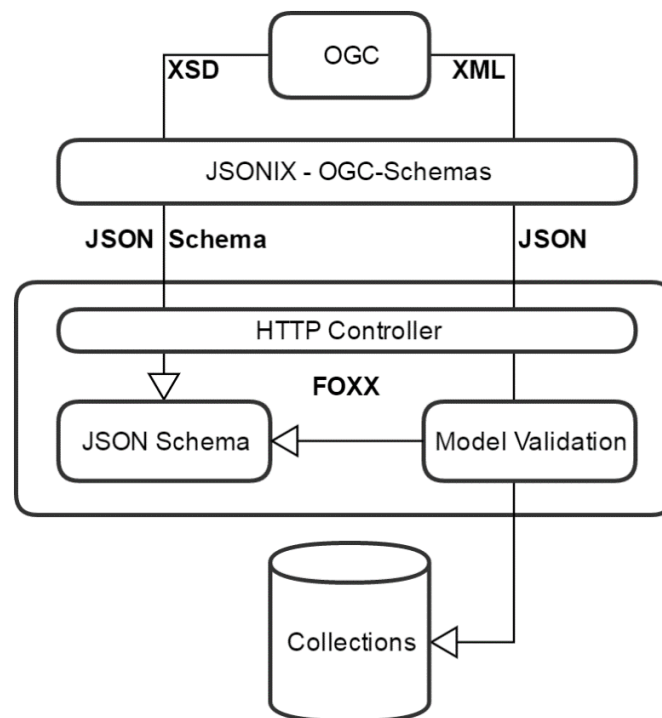 OGC
XSD
XML
JSONIX - OGC-Schemas
JSON Schema
JSON
HTTP Controller
FOXX
JSON Schema
Model Validation
Collections